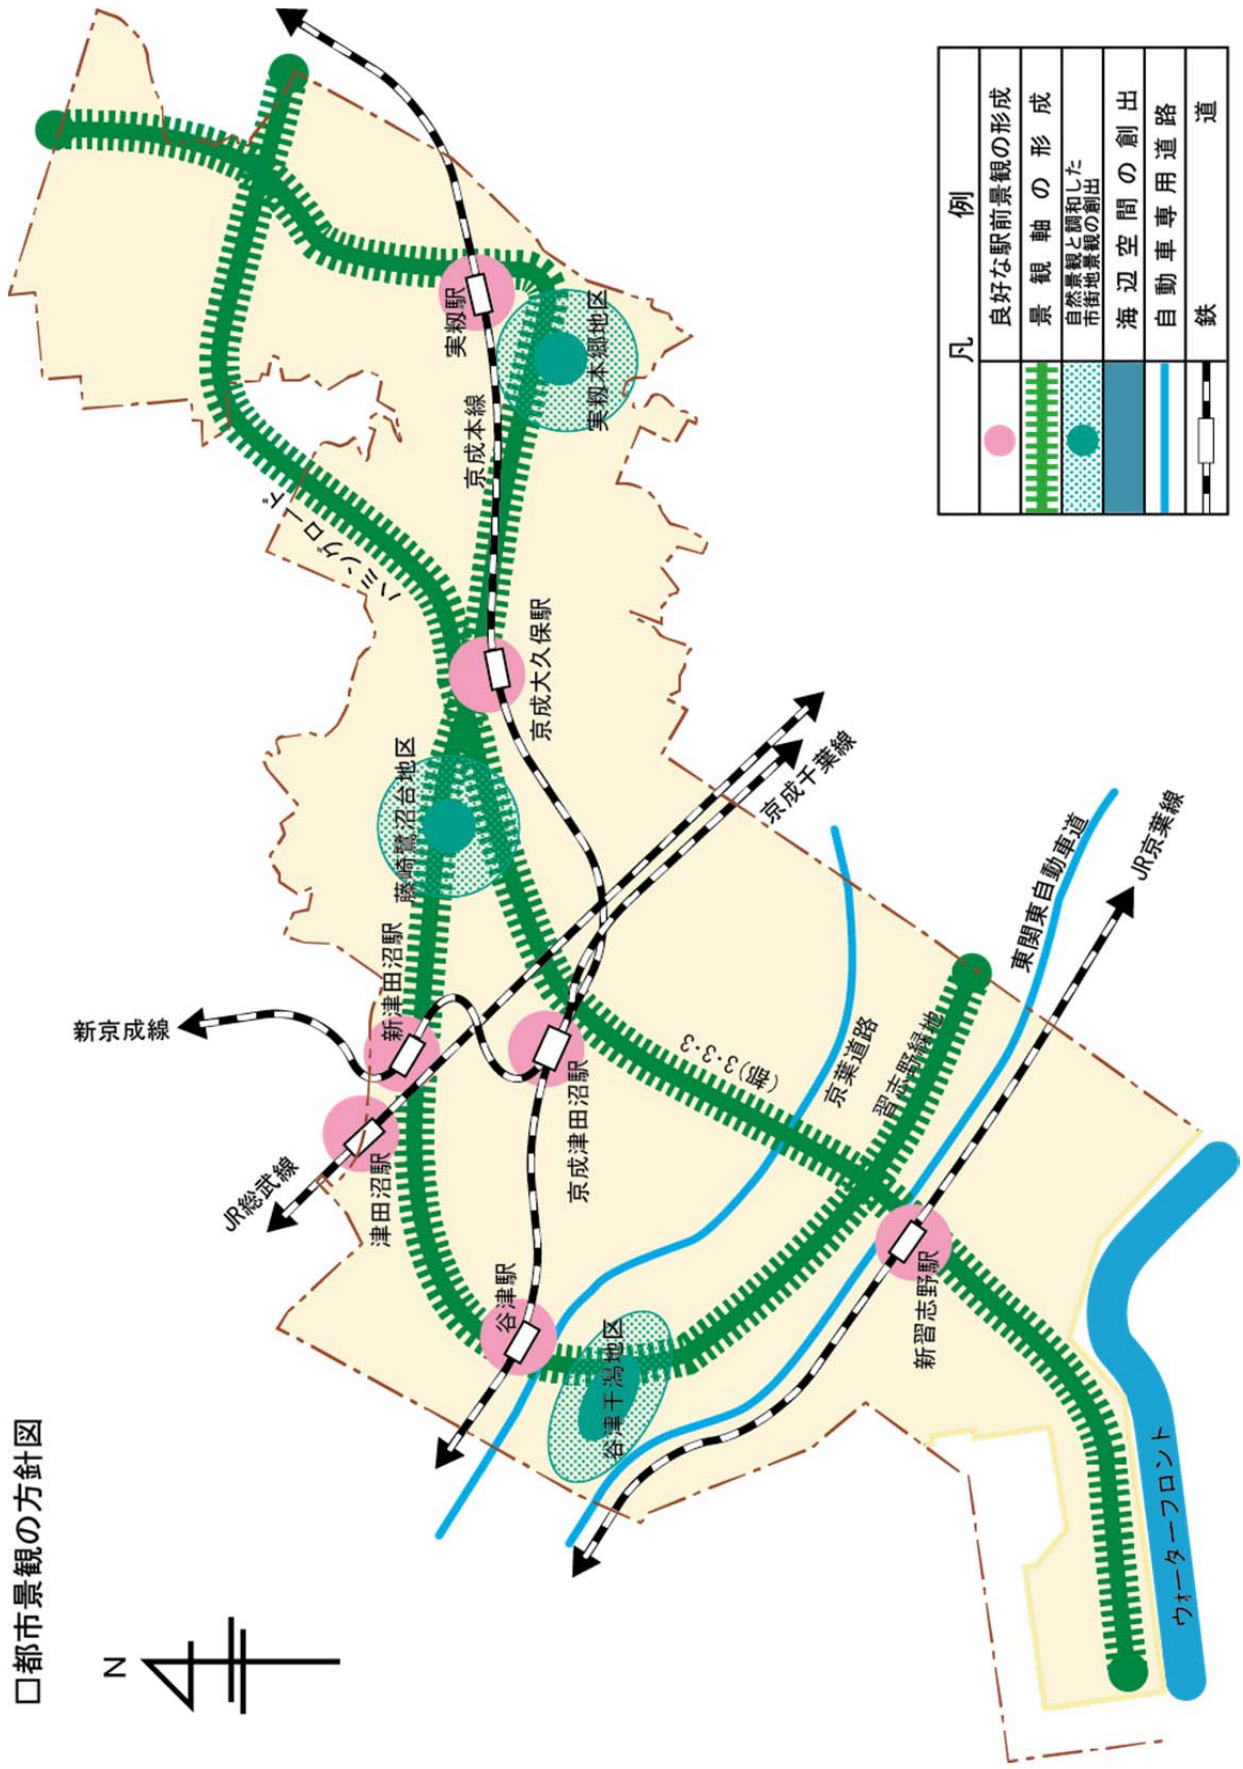 □都市景観の方針図
N
新京成線
JR総武線
津田沼駅
新津田沼駅
藤崎鷺沼台地区
ハミングロード
京成本線
実籾駅
実籾本郷地区
京成大久保駅
京成千葉線
京成津田沼駅
谷津駅
谷津干潟地区
(都)3・3・3
京葉道路
習志野緑地
東関東自動車道
JR京葉線
新習志野駅
ウォーターフロント
凡例
良好な駅前景観の形成
景観軸の形成
自然景観と調和した
市街地景観の創出
海辺空間の創出
自動車専用道路
鉄道